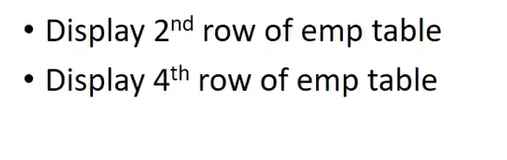 • Display 2nd row of emp table
• Display 4th row of emp table